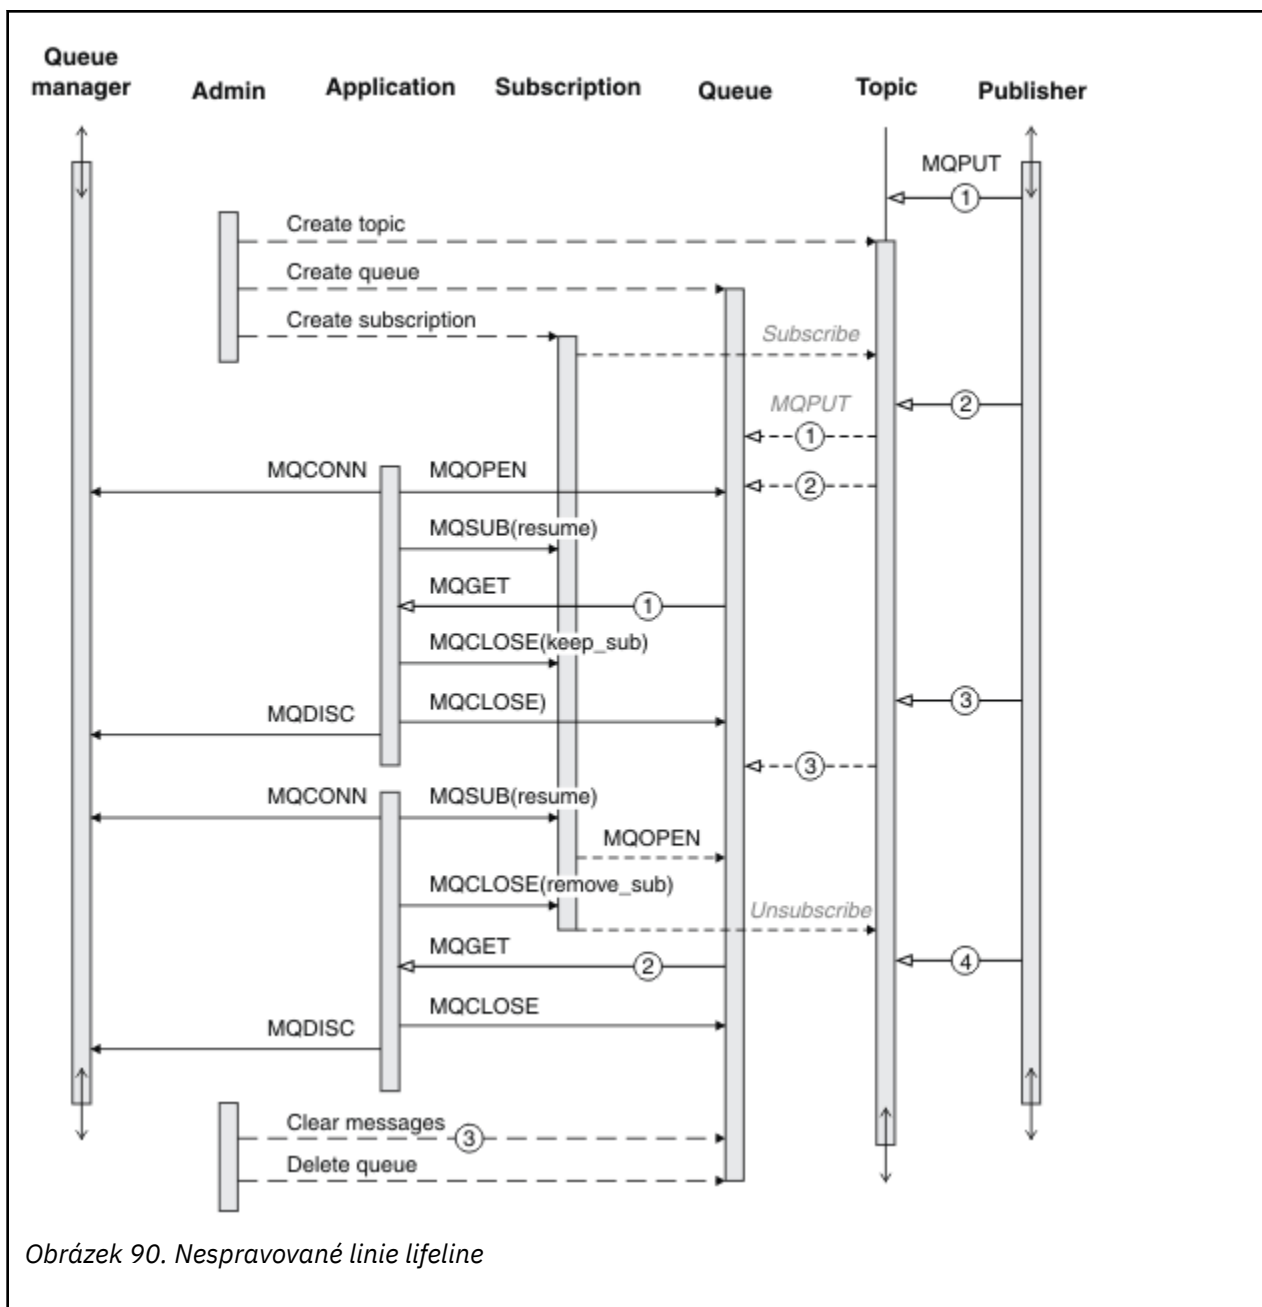 Queue manager
Admin
Application
Subscription
Queue
Topic
Publisher
MQPUT
1
Create topic
Create queue
Create subscription
Subscribe
MQPUT
2
1
MQCONN
MQOPEN
2
MQSUB(resume)
MQGET
1
MQCLOSE(keep_sub)
MQCLOSE)
3
MQDISC
3
MQCONN
MQSUB(resume)
MQOPEN
MQCLOSE(remove_sub)
Unsubscribe
MQGET
2
4
MQCLOSE
MQDISC
Clear messages
3
Delete queue
Obrázek 90. Nespravované linie lifeline